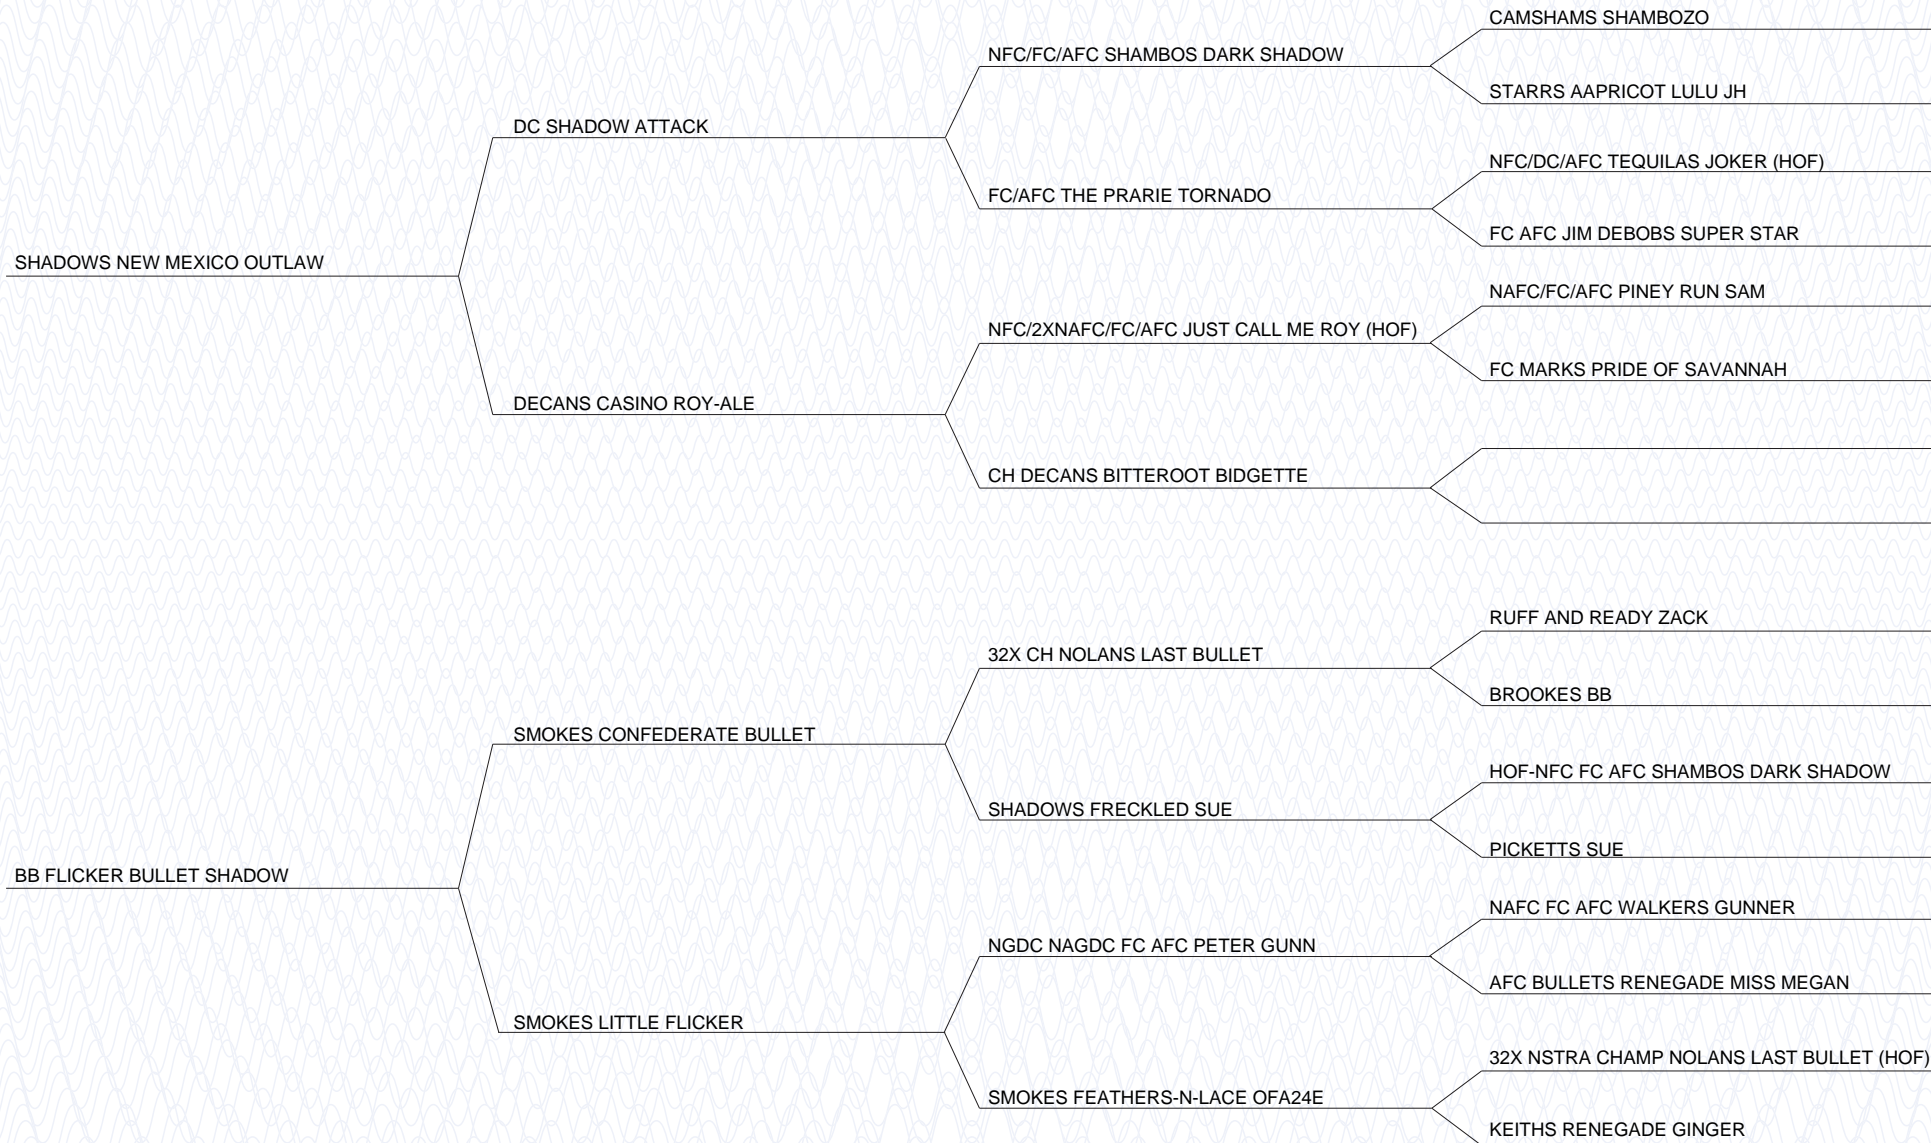 CAMSHAMS SHAMBOZO
NFC/FC/AFC SHAMBOS DARK SHADOW
STARRS AAPRICOT LULU JH
DC SHADOW ATTACK
NFC/DC/AFC TEQUILAS JOKER (HOF)
FC/AFC THE PRARIE TORNADO
FC AFC JIM DEBOBS SUPER STAR
SHADOWS NEW MEXICO OUTLAW
NAFC/FC/AFC PINEY RUN SAM
NFC/2XNAFC/FC/AFC JUST CALL ME ROY (HOF)
FC MARKS PRIDE OF SAVANNAH
DECANS CASINO ROY-ALE
CH DECANS BITTEROOT BIDGETTE
RUFF AND READY ZACK
32X CH NOLANS LAST BULLET
BROOKES BB
SMOKES CONFEDERATE BULLET
HOF-NFC FC AFC SHAMBOS DARK SHADOW
SHADOWS FRECKLED SUE
PICKETTS SUE
BB FLICKER BULLET SHADOW
NAFC FC AFC WALKERS GUNNER
NGDC NAGDC FC AFC PETER GUNN
AFC BULLETS RENEGADE MISS MEGAN
SMOKES LITTLE FLICKER
32X NSTRA CHAMP NOLANS LAST BULLET (HOF)
SMOKES FEATHERS-N-LACE OFA24E
KEITHS RENEGADE GINGER